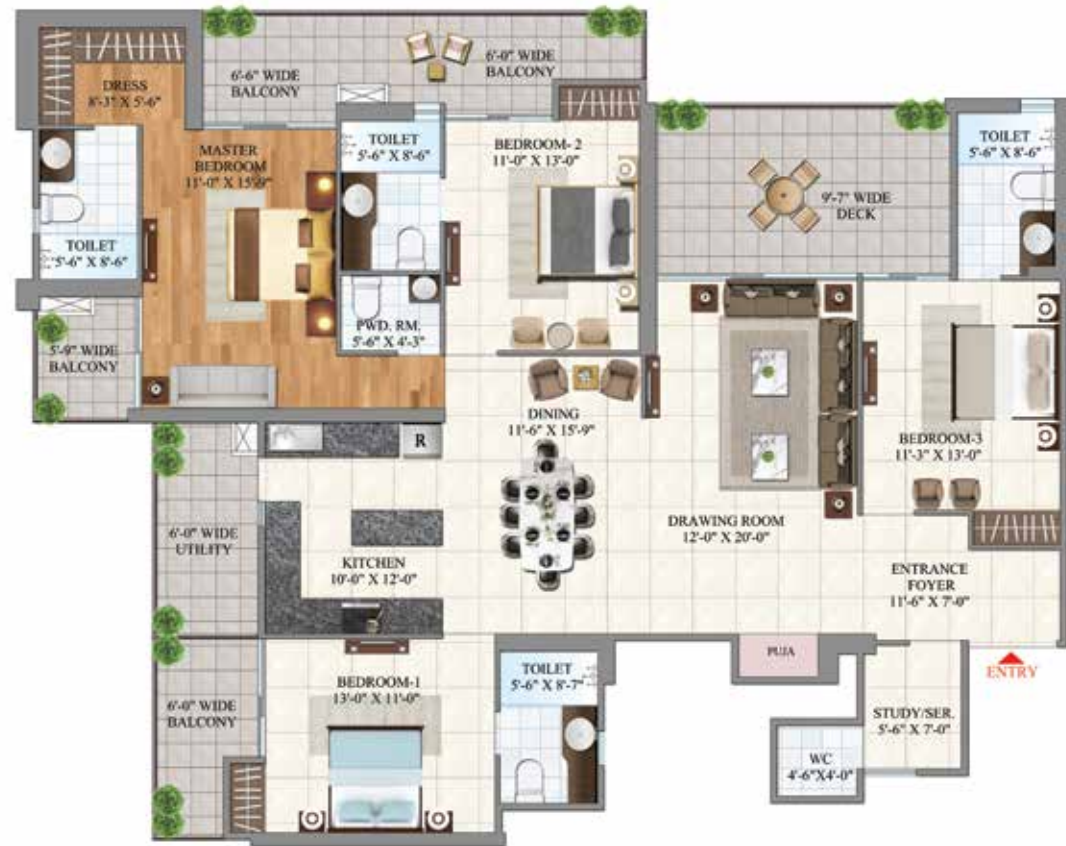 DRESS
8'-3" X 5'-6"
6'-6" WIDE
BALCONY
6'-0" WIDE
BALCONY
TOILET
5'-6" X 8'-6"
BEDROOM- 2
11'-0" X 13'-0"
MASTER
BEDROOM
11'-0" X 15'-9"
TOILET
5'-6" X 8'-6"
9'-7" WIDE
DECK
TOILET
5'-6" X 8'-6"
PWD. RM.
5'-6" X 4'-3"
5'-9" WIDE
BALCONY
DINING
11'-6" X 15'-9"
R
BEDROOM-3
11'-3" X 13'-0"
6'-0" WIDE
UTILITY
KITCHEN
10'-0" X 12'-0"
DRAWING ROOM
12'-0" X 20'-0"
ENTRANCE
FOYER
11'-6" X 7'-0"
PUJA
ENTRY
BEDROOM-1
13'-0" X 11'-0"
TOILET
5'-6" X 8'-7"
6'-0" WIDE
BALCONY
STUDY/SER.
5'-6" X 7'-0"
WC
4'-6"X4'-0"